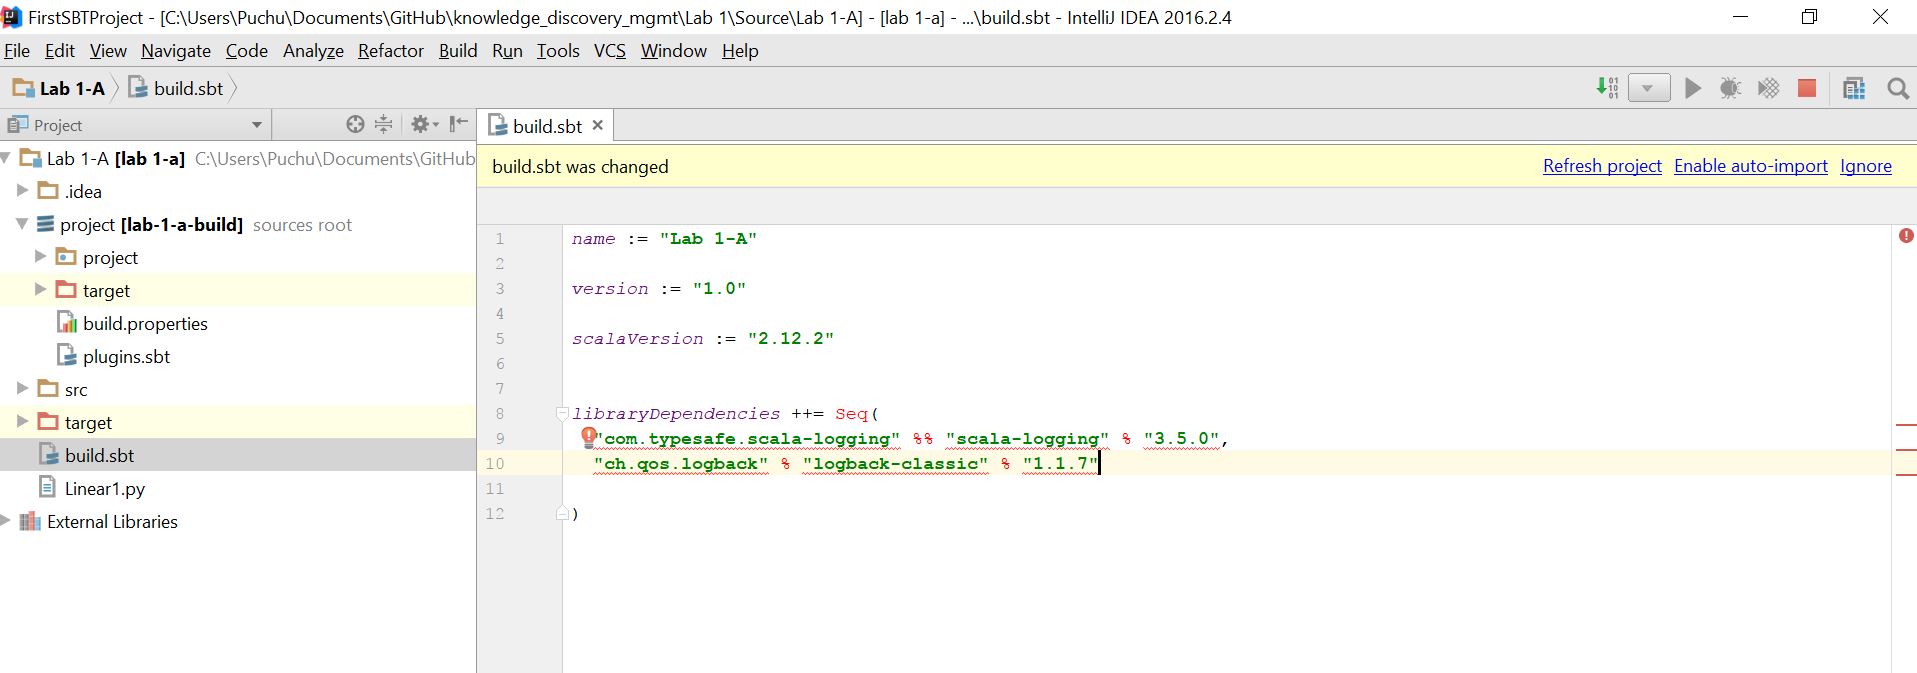 FirstSBTProject - [C:\Users\Puchu\Documents\GitHub\knowledge_discovery_mgmt\Lab 1\Source\Lab 1-A] - [lab 1-a] - ...\build.sbt - IntelliJ IDEA 2016.2.4
File Edit View Navigate Code Analyze Refactor Build Run Tools VCS Window Help
Lab 1-A build.sbt
Project
build.sbt
Lab 1-A [lab 1-a] C:\Users\Puchu\Documents\GitHub
.idea
project [lab-1-a-build] sources root
project
target
build.properties
plugins.sbt
src
target
build.sbt
Linear1.py
External Libraries
build.sbt was changed Refresh project Enable auto-import Ignore
1 name := "Lab 1-A"
2
3 version := "1.0"
4
5 scalaVersion := "2.12.2"
6
7
8 libraryDependencies ++= Seq(
9 "com.typesafe.scala-logging" %% "scala-logging" % "3.5.0",
10 "ch.qos.logback" % "logback-classic" % "1.1.7"
11
12 )